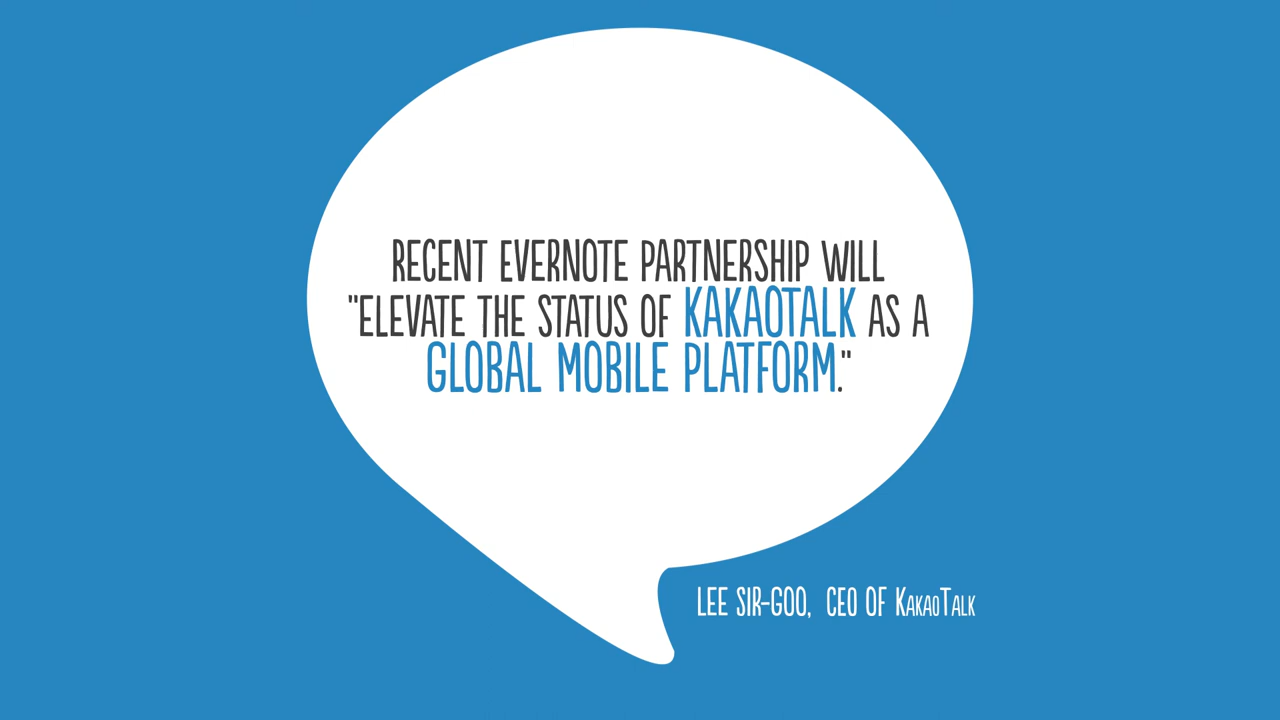 RECENT EVERNOTE PARTNERSHIP WILL
"ELEVATE THE STATUS OF KAKAOTALK AS A
GLOBAL MOBILE PLATFORM."
LEE SIR-GOO, CEO OF KAKAOTALK